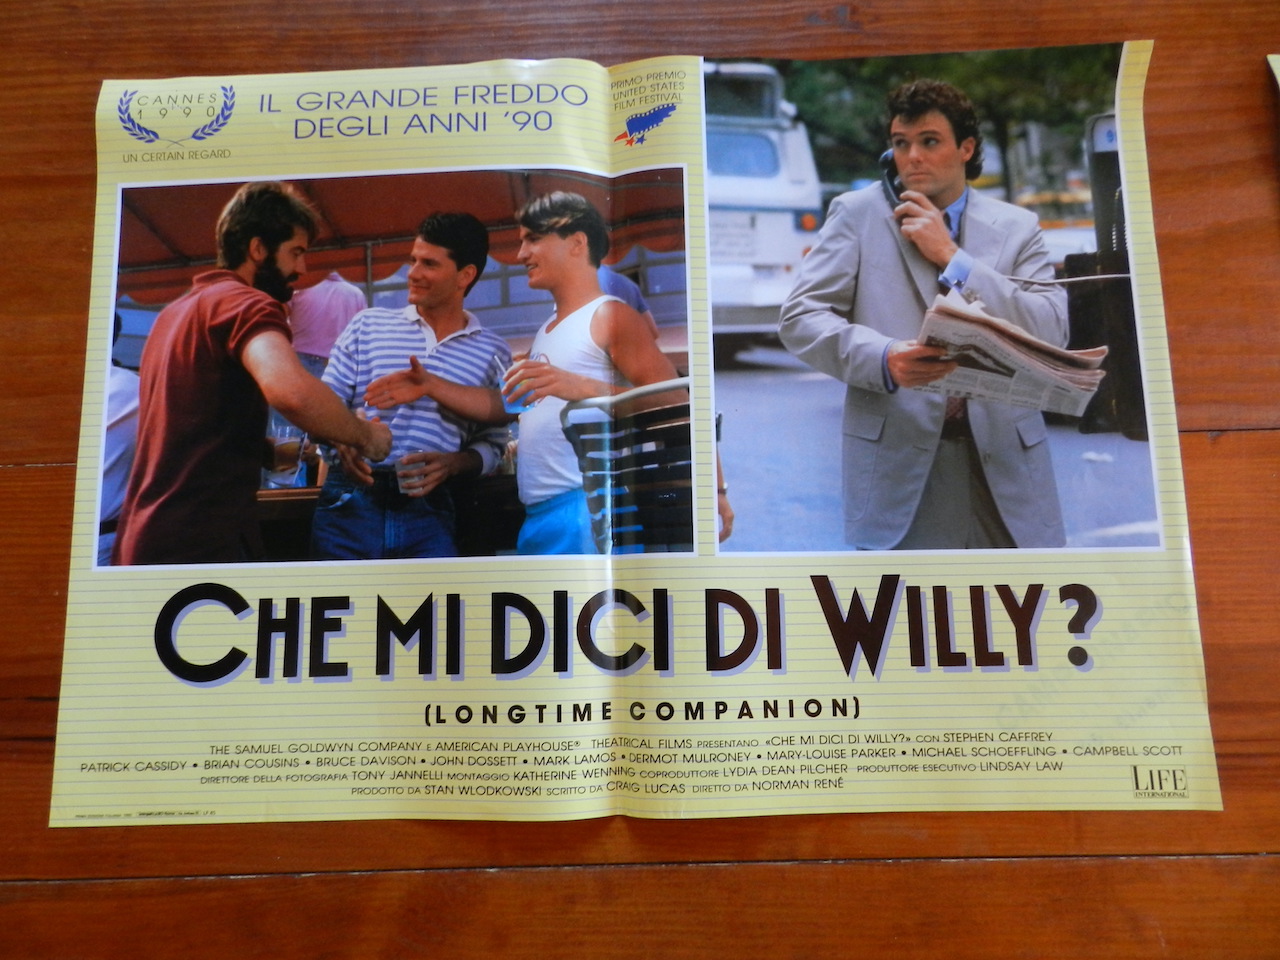 CANNES
1990
UN CERTAIN REGARD
IL GRANDE FREDDO
DEGLI ANNI '90
PRIMO PREMIO
UNITED STATES
FILM FESTIVAL
CHE MI DICI DI WILLY?
(LONGTIME COMPANION)
THE SAMUEL GOLDWYN COMPANY E AMERICAN PLAYHOUSE® THEATRICAL FILMS PRESENTANO «CHE MI DICI DI WILLY?» CON STEPHEN CAFFREY
PATRICK CASSIDY • BRIAN COUSINS • BRUCE DAVISON • JOHN DOSSETT • MARK LAMOS • DERMOT MULRONEY • MARY-LOUISE PARKER • MICHAEL SCHOEFFLING • CAMPBELL SCOTT
DIRETTORE DELLA FOTOGRAFIA TONY JANNELLI MONTAGGIO KATHERINE WENNING COPRODUTTORE LYDIA DEAN PILCHER PRODUTTORE ESECUTIVO LINDSAY LAW
PRODOTTO DA STAN WLODKOWSKI SCRITTO DA CRAIG LUCAS DIRETTO DA NORMAN RENÉ
LIFE
INTERNATIONAL